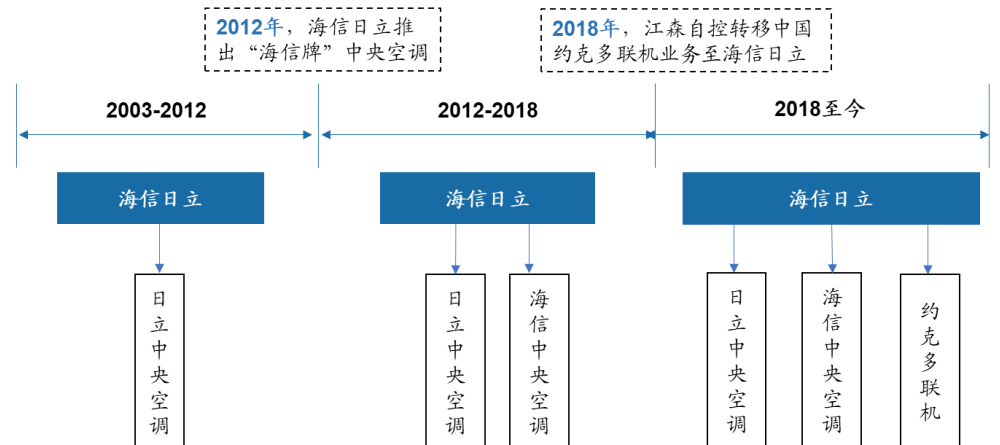 2012年，海信日立推
出“海信牌”中央空调
2018年，江森自控转移中国
约克多联机业务至海信日立
2003-2012
2012-2018
2018至今
海信日立
海信日立
海信日立
日立中央空调
日立中央空调
海信中央空调
日立中央空调
海信中央空调
约克多联机